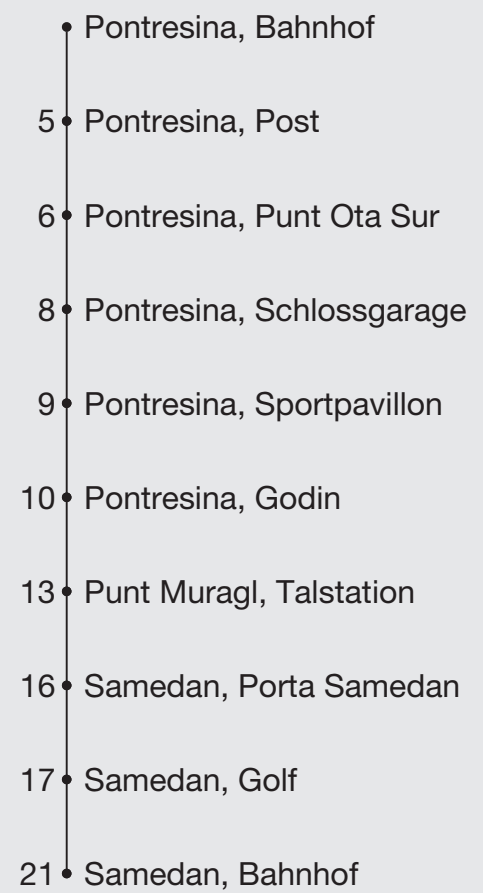 Pontresina, Bahnhof
5 Pontresina, Post
6 Pontresina, Punt Ota Sur
8 Pontresina, Schlossgarage
9 Pontresina, Sportpavillon
10 Pontresina, Godin
13 Punt Muragl, Talstation
16 Samedan, Porta Samedan
17 Samedan, Golf
21 Samedan, Bahnhof